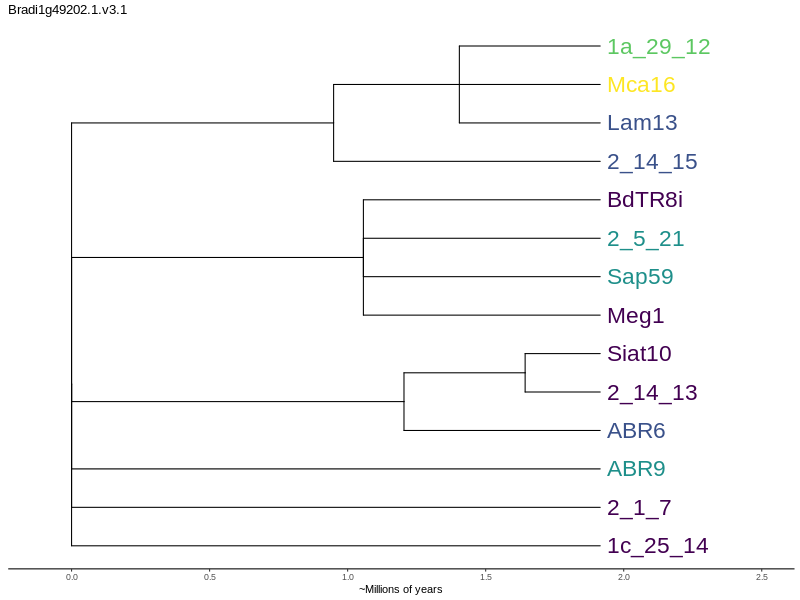 Bradi1g49202.1.v3.1
1a_29_12
Mca16
Lam13
2_14_15
BdTR8i
2_5_21
Sap59
Meg1
Siat10
2_14_13
ABR6
ABR9
2_1_7
1c_25_14
0.0 0.5 1.0 1.5 2.0 2.5
~Millions of years